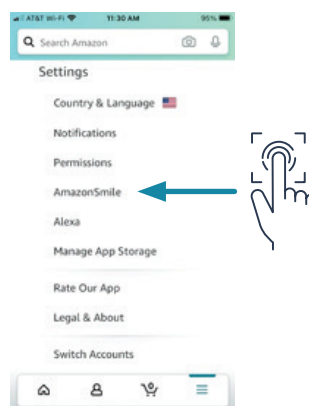 AT&T Wi-Fi 11:30 AM 95%
Search Amazon
Settings
Country & Language
Notifications
Permissions
AmazonSmile
Alexa
Manage App Storage
Rate Our App
Legal & About
Switch Accounts